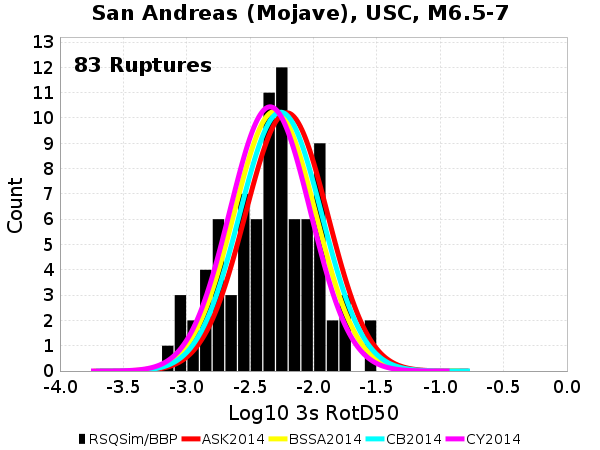 San Andreas (Mojave), USC, M6.5-7
83 Ruptures
13
12
11
10
9
8
7
6
5
4
3
2
1
0
Count
-4.0 -3.5 -3.0 -2.5 -2.0 -1.5 -1.0 -0.5 0.0
Log10 3s RotD50
RSQSim/BBP ASK2014 BSSA2014 CB2014 CY2014